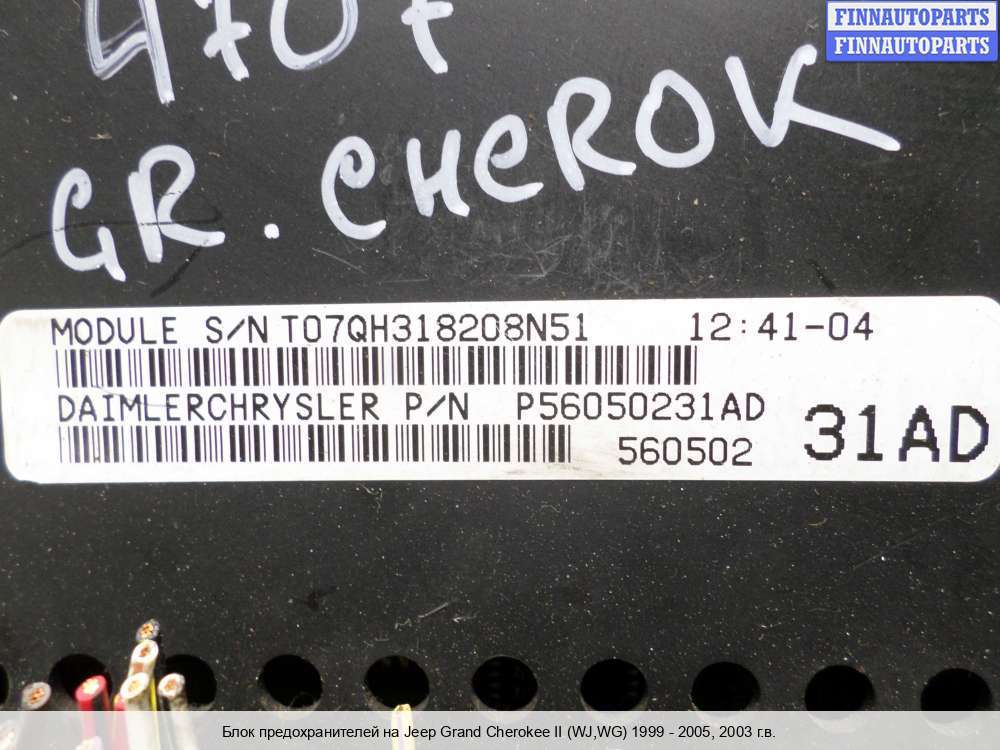 FINNAUTOPARTS
FINNAUTOPARTS
4707
GR. CHEROK
MODULE S/N T07QH318208N51 12:41-04
DAIMLERCHRYSLER P/N P56050231AD
560502 31AD
Блок предохранителей на Jeep Grand Cherokee II (WJ,WG) 1999 - 2005, 2003 г.в.